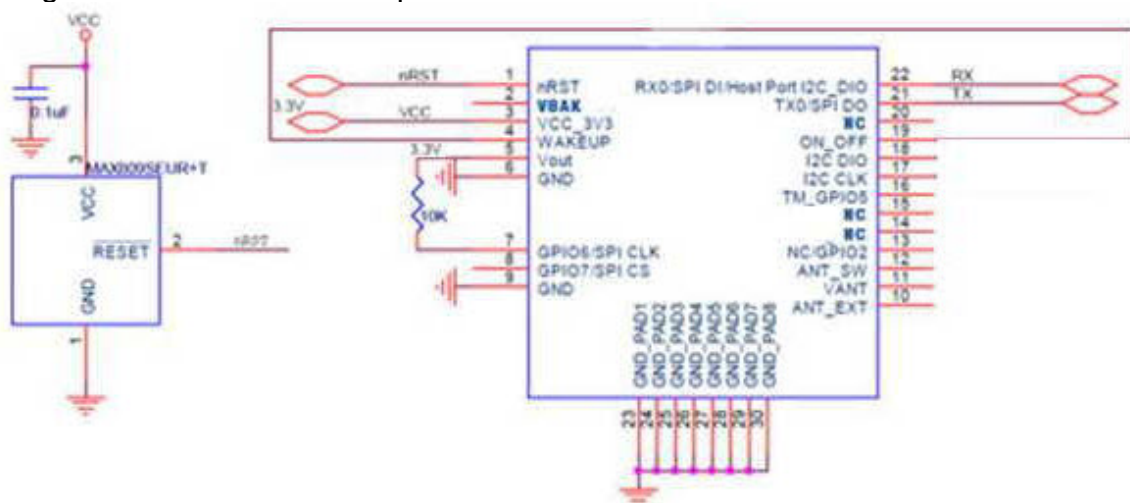 VCC
0.1uF
3
VCC
RESET
2
nRST
GND
1
nRST
3.3V
VCC
3.3V
10K
1
2
3
4
5
6
7
8
9
nRST
VBAK
VCC_3V3
WAKEUP
Vout
GND
GPIO6/SPI CLK
GPIO7/SPI CS
GND
RX0/SPI DI/Host Port I2C_DIO
TX0/SPI DO
NC
ON_OFF
I2C DIO
I2C CLK
TM_GPIO5
NC
NC
NC/GPIO2
ANT_SW
VANT
ANT_EXT
22
21
20
19
18
17
16
15
14
13
12
11
10
RX
TX
GND_PAD1
GND_PAD2
GND_PAD3
GND_PAD4
GND_PAD5
GND_PAD6
GND_PAD7
GND_PAD8
23
24
25
26
27
28
29
30